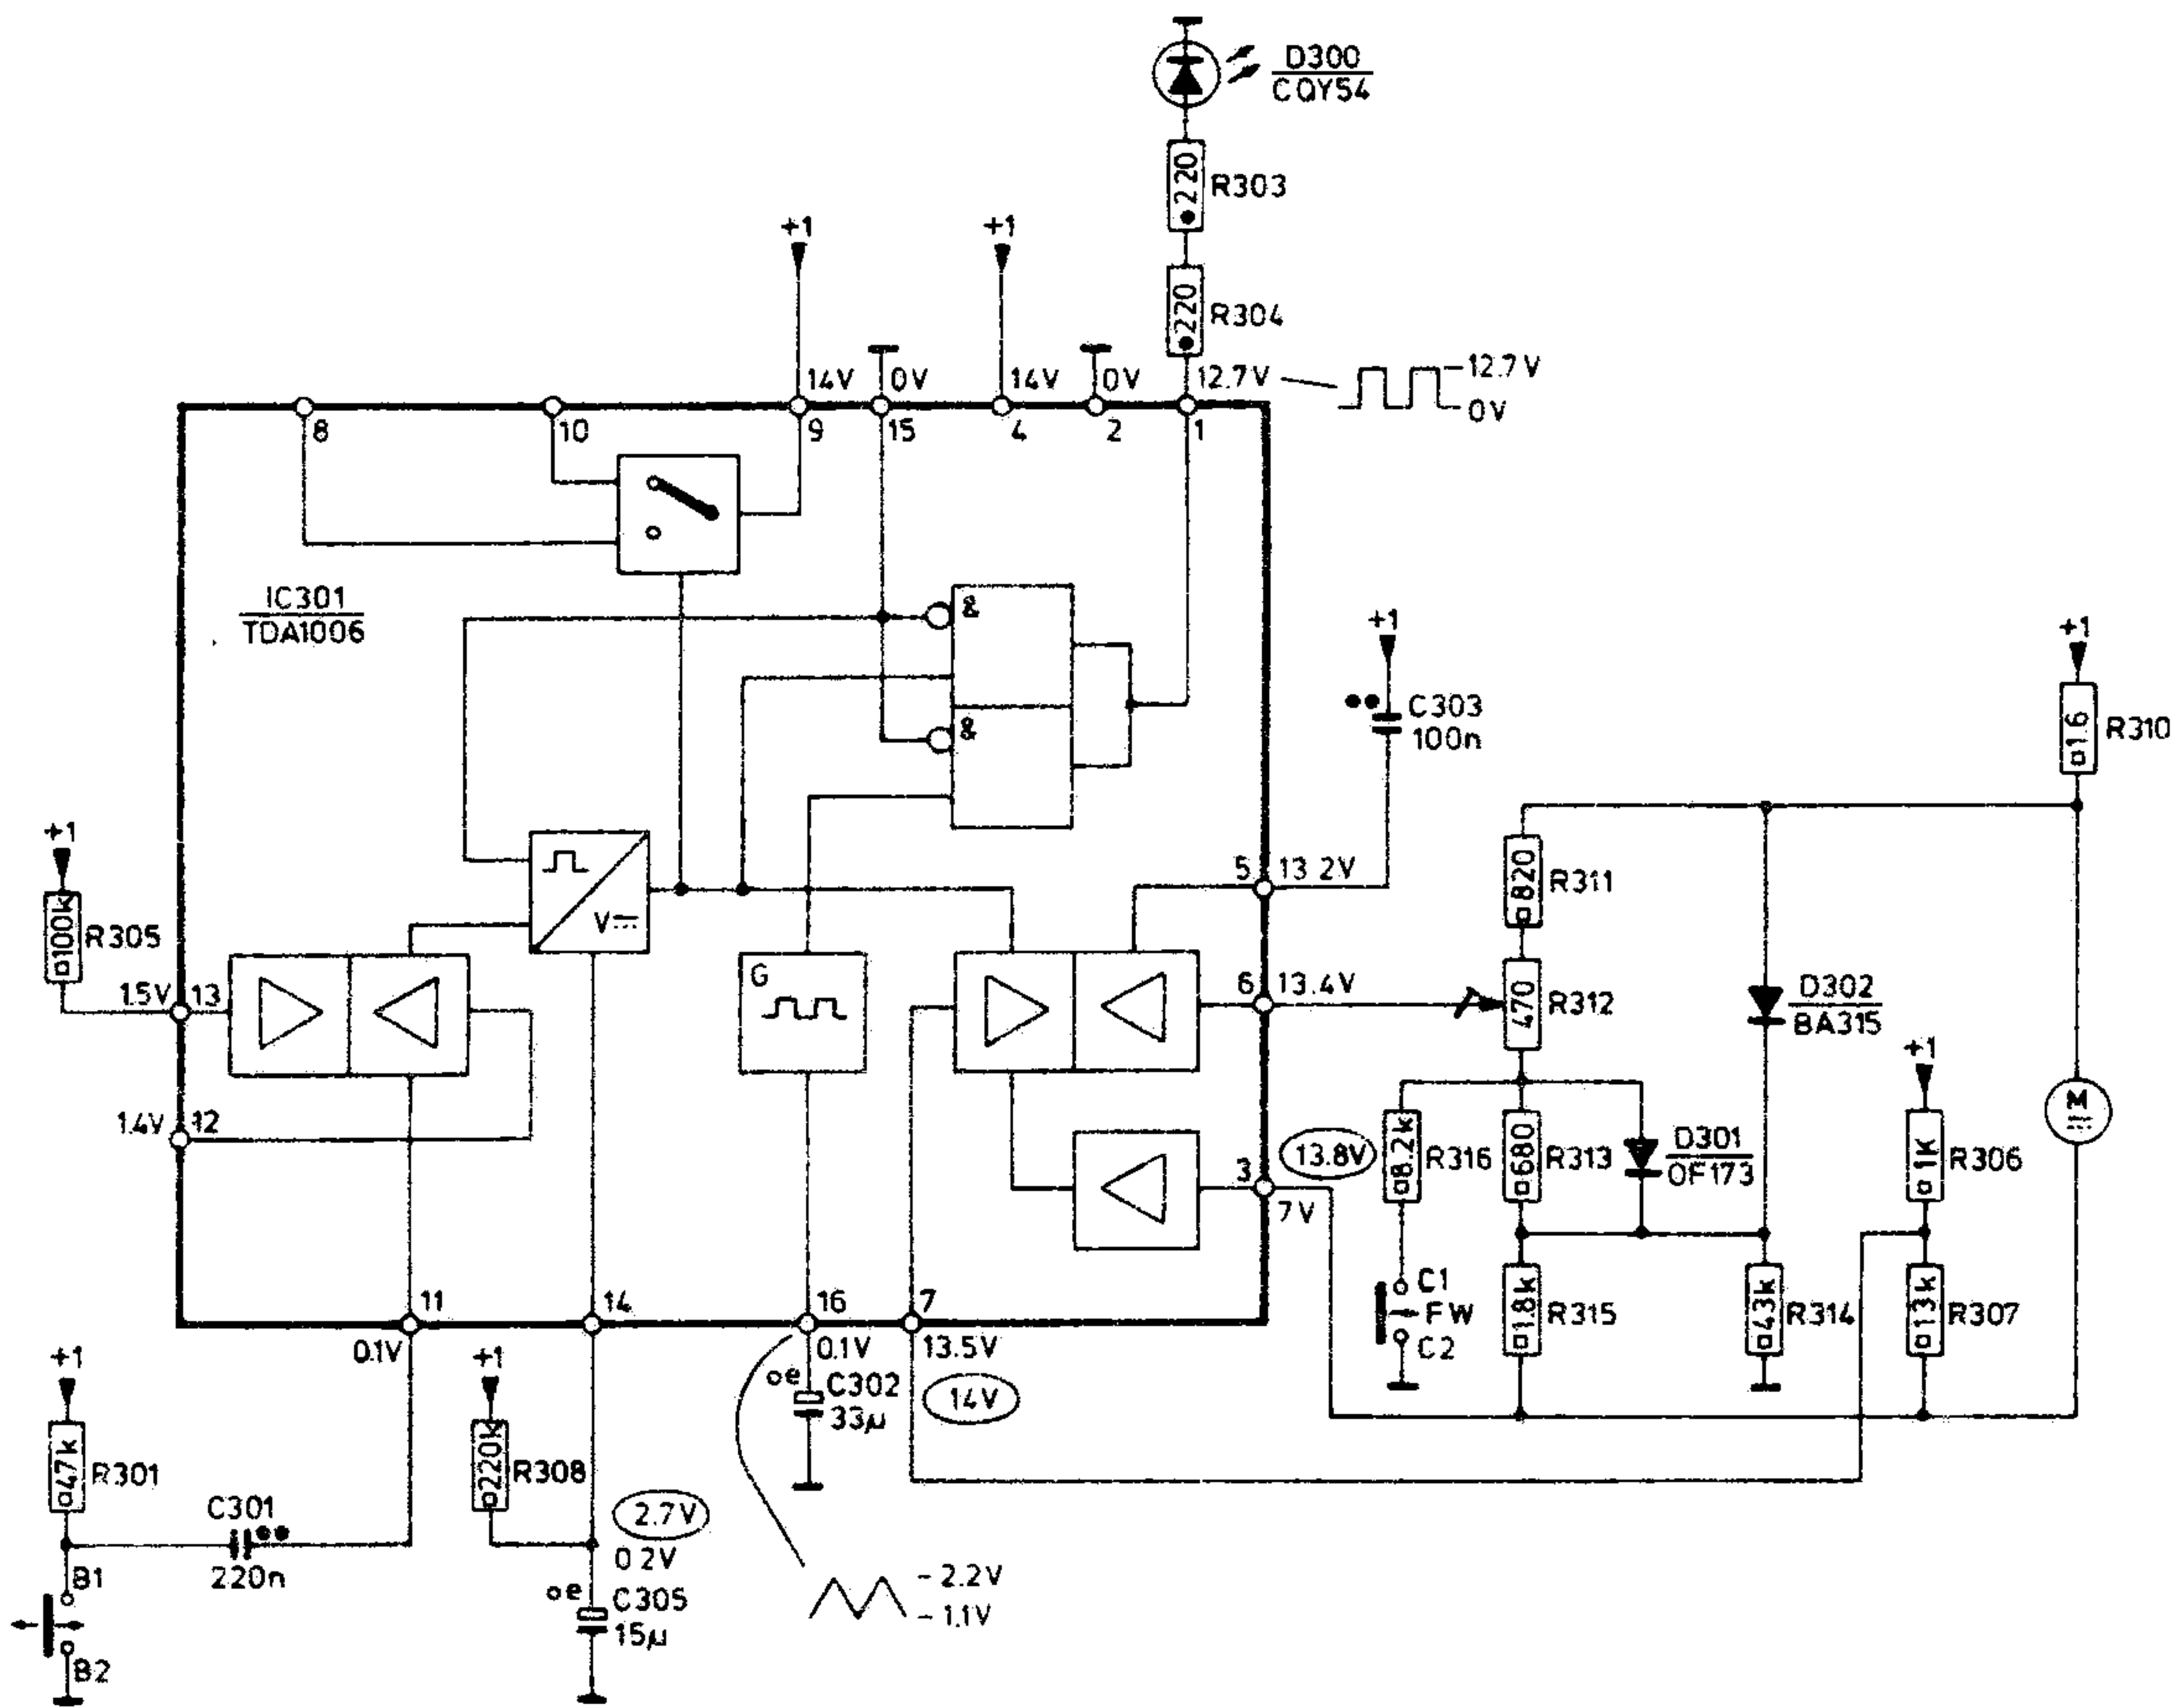 D300
CQY54
220
R303
+1
+1
220
R304
14V
0V
14V
0V
12.7V
-12.7V
-0V
8
10
9
15
4
2
1
IC301
TDA1006
&
&
+1
+1
C303
100n
1.6
R310
+1
100k
R305
V
5
13.2V
820
R311
G
1.5V
13
6
13.4V
470
R312
D302
BA315
+1
M
1.4V
12
13.8V
8.2k
R316
680
R313
D301
OF173
1K
R306
3
7V
C1
FW
C2
1.8k
R315
43k
R314
13k
R307
11
14
16
7
0.1V
0.1V
13.5V
+1
+1
e
C302
33µ
14V
47k
R301
220k
R308
C301
220n
2.7V
0.2V
B1
e
C305
15µ
-2.2V
-1.1V
B2